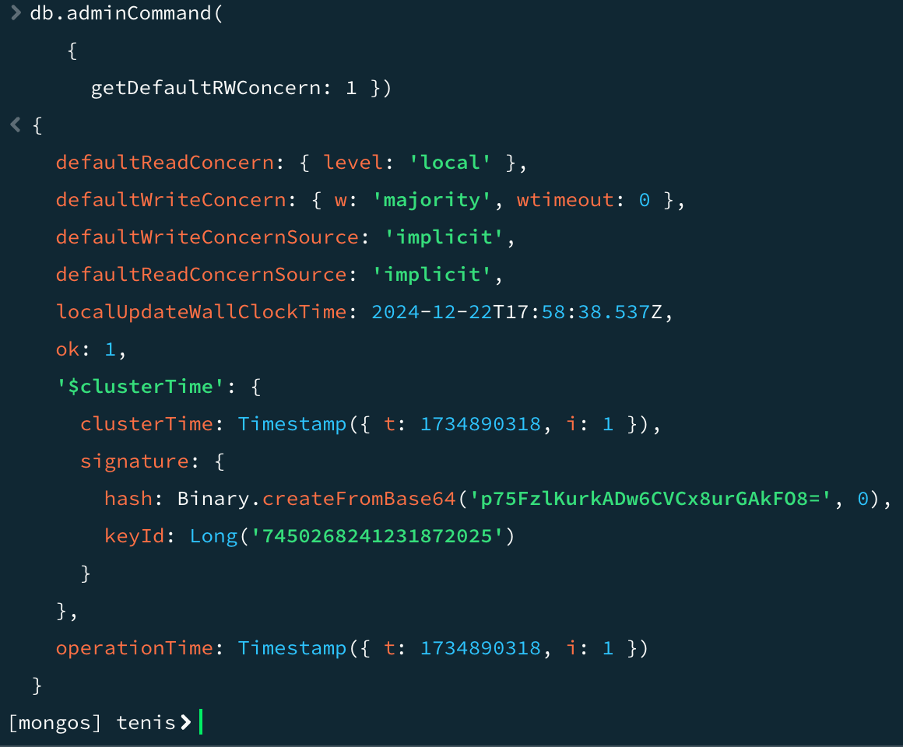 > db.adminCommand(
{
getDefaultRWConcern: 1 })
< {
defaultReadConcern: { level: 'local' },
defaultWriteConcern: { w: 'majority', wtimeout: 0 },
defaultWriteConcernSource: 'implicit',
defaultReadConcernSource: 'implicit',
localUpdateWallClockTime: 2024-12-22T17:58:38.537Z,
ok: 1,
'$clusterTime': {
clusterTime: Timestamp({ t: 1734890318, i: 1 }),
signature: {
hash: Binary.createFromBase64('p75FzlKurkADw6CVCx8urGAkFO8=', 0),
keyId: Long('7450268241231872025')
}
},
operationTime: Timestamp({ t: 1734890318, i: 1 })
}
[mongos] tenis>